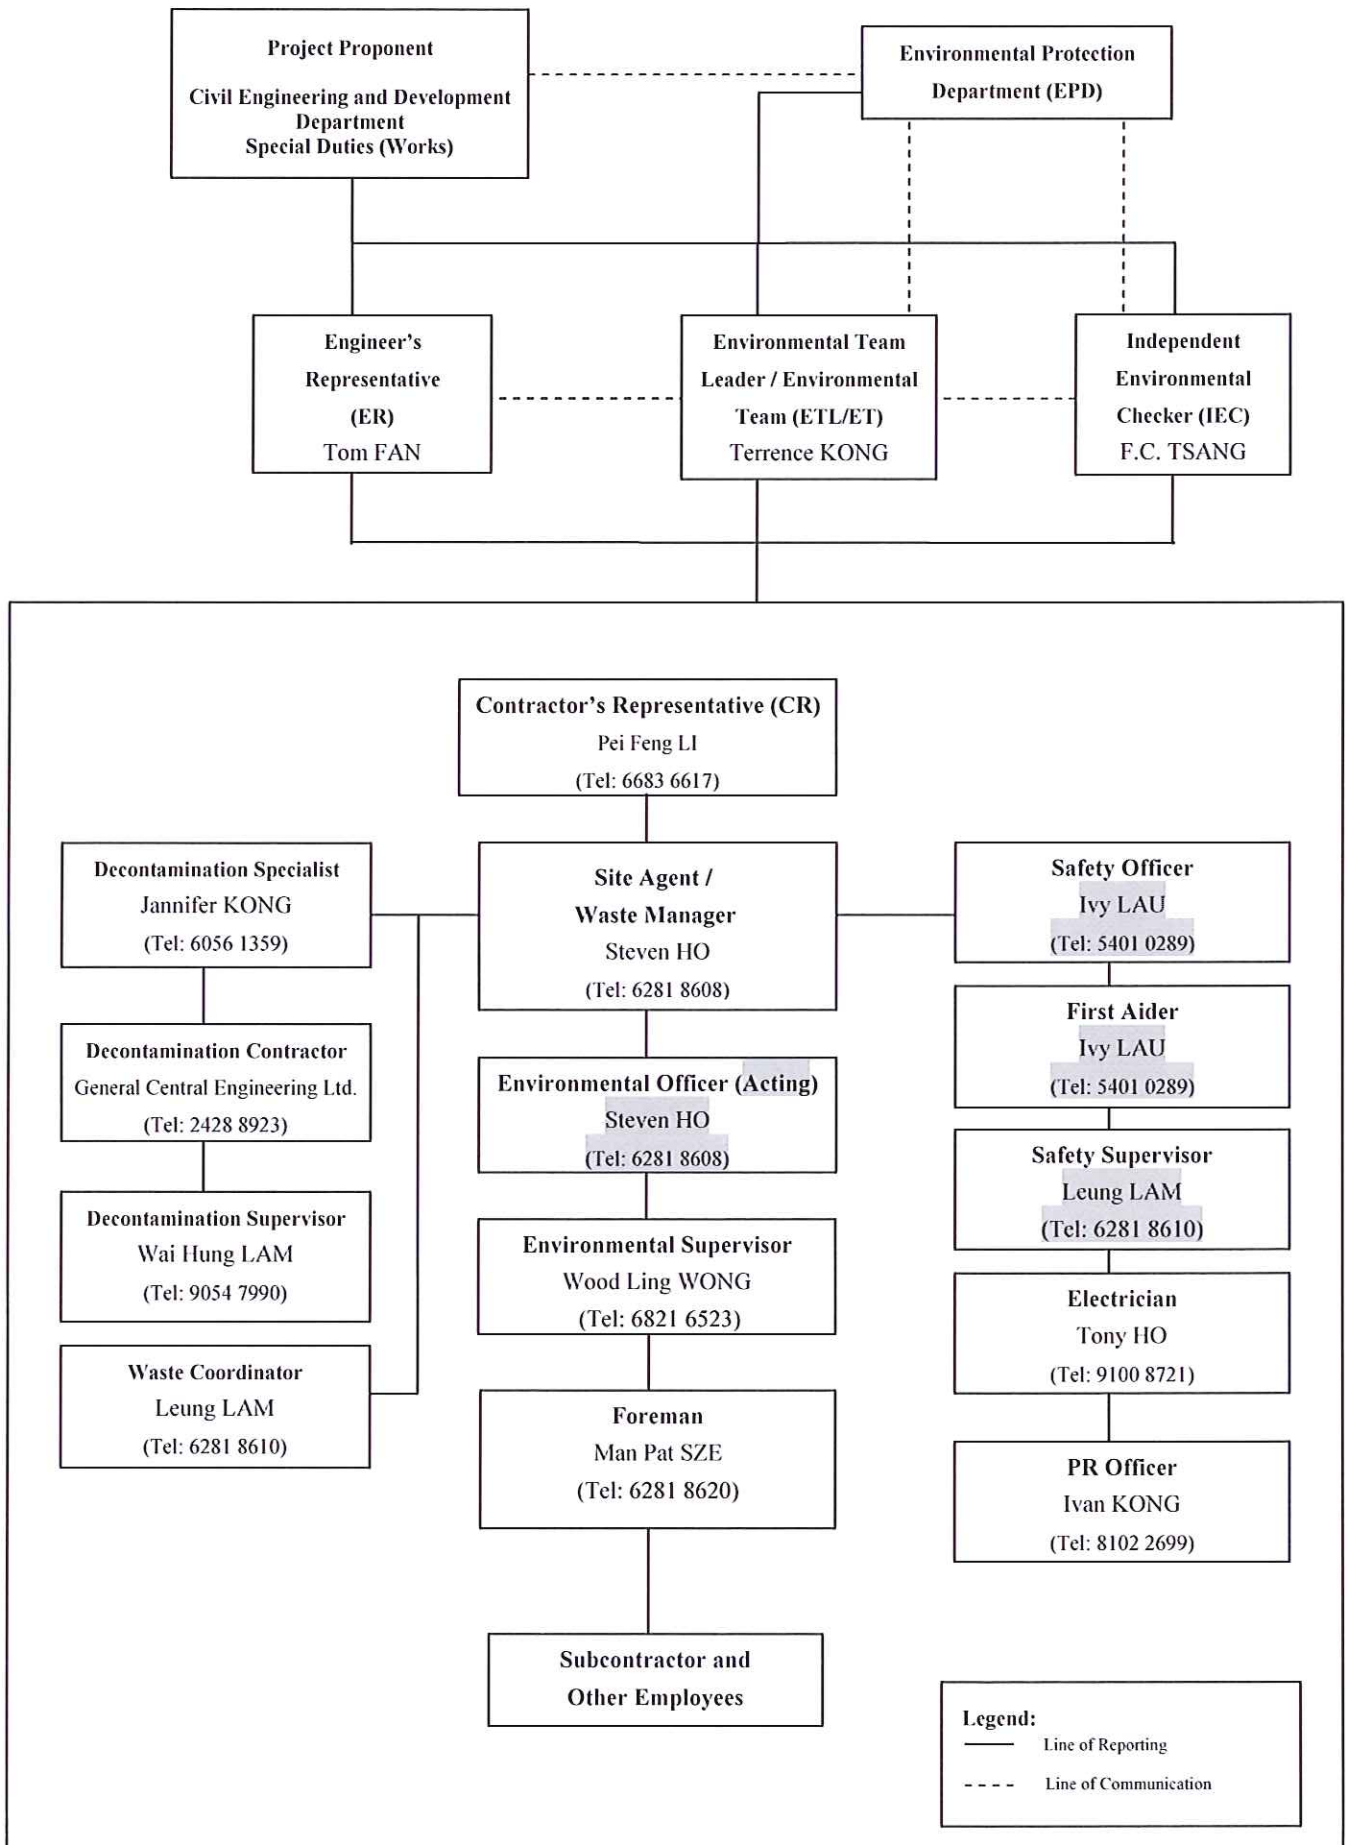 Project Proponent
Civil Engineering and Development
Department
Special Duties (Works)
Environmental Protection
Department (EPD)
Engineer's
Representative
(ER)
Tom FAN
Environmental Team
Leader / Environmental
Team (ETL/ET)
Terrence KONG
Independent
Environmental
Checker (IEC)
F.C. TSANG
Contractor's Representative (CR)
Pei Feng LI
(Tel: 6683 6617)
Decontamination Specialist
Jannifer KONG
(Tel: 6056 1359)
Decontamination Contractor
General Central Engineering Ltd.
(Tel: 2428 8923)
Decontamination Supervisor
Wai Hung LAM
(Tel: 9054 7990)
Waste Coordinator
Leung LAM
(Tel: 6281 8610)
Site Agent /
Waste Manager
Steven HO
(Tel: 6281 8608)
Environmental Officer (Acting)
Steven HO
(Tel: 6281 8608)
Environmental Supervisor
Wood Ling WONG
(Tel: 6821 6523)
Foreman
Man Pat SZE
(Tel: 6281 8620)
Subcontractor and
Other Employees
Safety Officer
Ivy LAU
(Tel: 5401 0289)
First Aider
Ivy LAU
(Tel: 5401 0289)
Safety Supervisor
Leung LAM
(Tel: 6281 8610)
Electrician
Tony HO
(Tel: 9100 8721)
PR Officer
Ivan KONG
(Tel: 8102 2699)
Legend:
Line of Reporting
Line of Communication